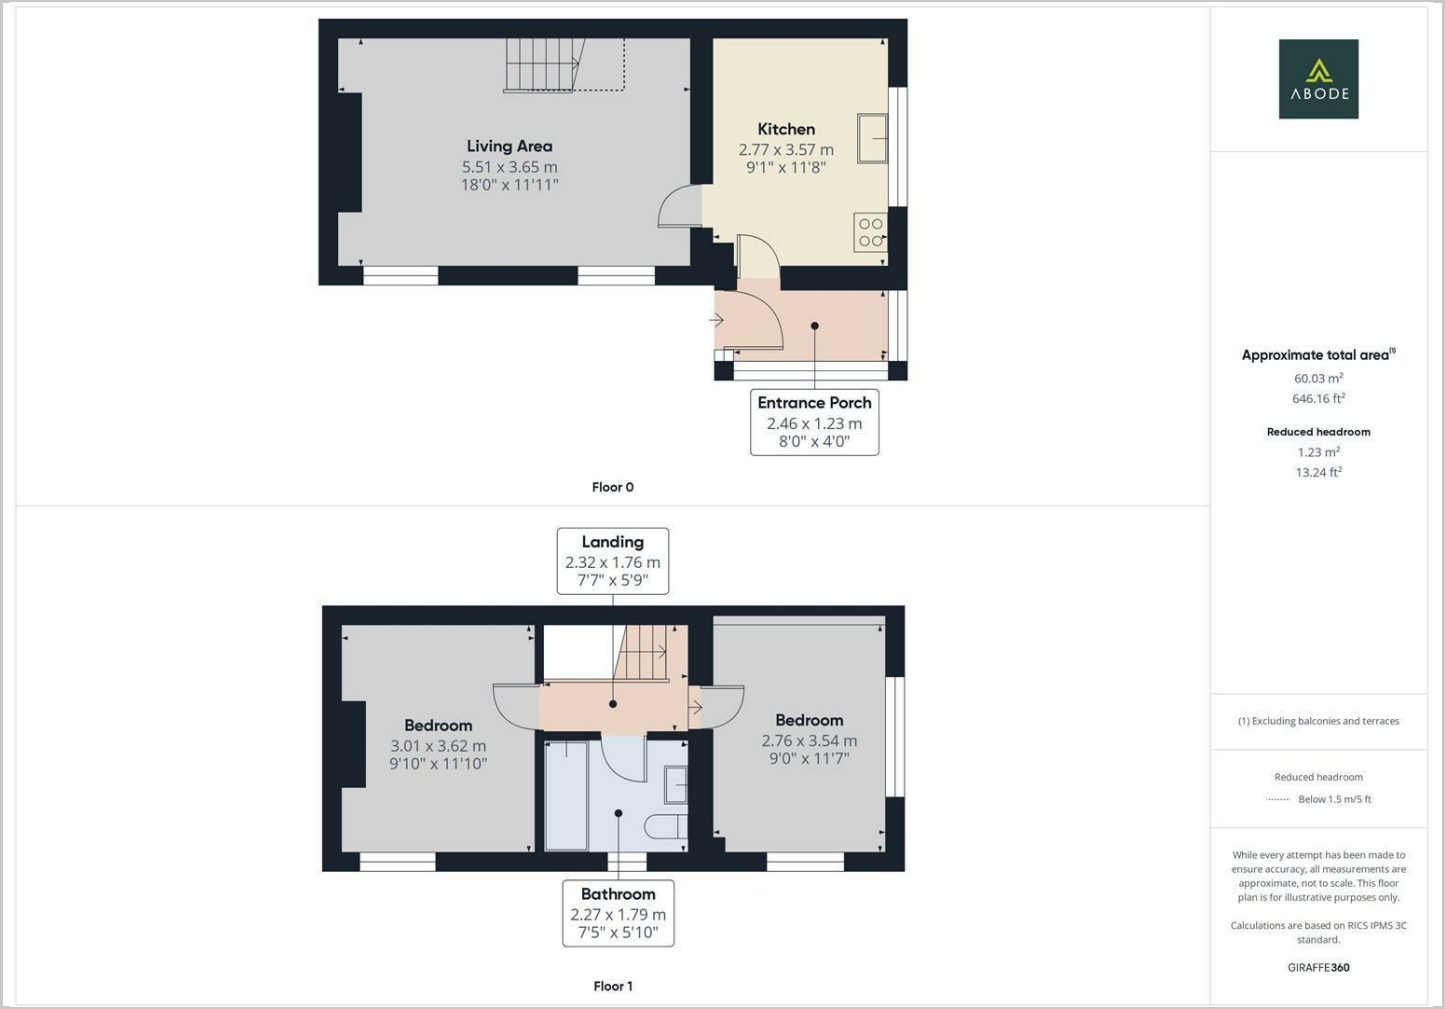 Living Area
5.51 x 3.65 m
18'0" x 11'11"
Kitchen
2.77 x 3.57 m
9'1" x 11'8"
Entrance Porch
2.46 x 1.23 m
8'0" x 4'0"
Floor 0
Landing
2.32 x 1.76 m
7'7" x 5'9"
Bedroom
3.01 x 3.62 m
9'10" x 11'10"
Bedroom
2.76 x 3.54 m
9'0" x 11'7"
Bathroom
2.27 x 1.79 m
7'5" x 5'10"
Floor 1
ABODE
Approximate total area(1)
60.03 m²
646.16 ft²
Reduced headroom
1.23 m²
13.24 ft²
(1) Excluding balconies and terraces
Reduced headroom
Below 1.5 m/5 ft
While every attempt has been made to
ensure accuracy, all measurements are
approximate, not to scale. This floor
plan is for illustrative purposes only.
Calculations are based on RICS IPMS 3C
standard.
GIRAFFE360